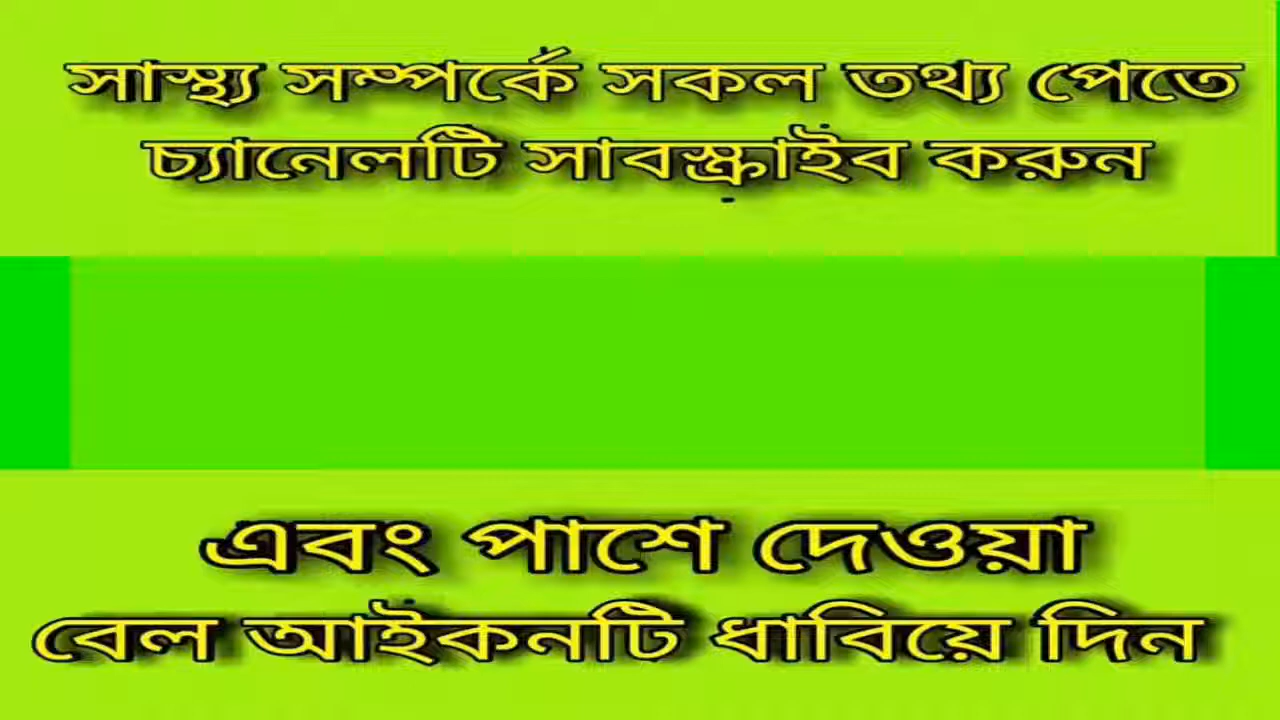 সাস্থ্য সম্পর্কে সকল তথ্য পেতে
চ্যানেলটি সাবস্ক্রাইব করুন
এবং পাশে দেওয়া
বেল আইকনটি ধাবিয়ে দিন